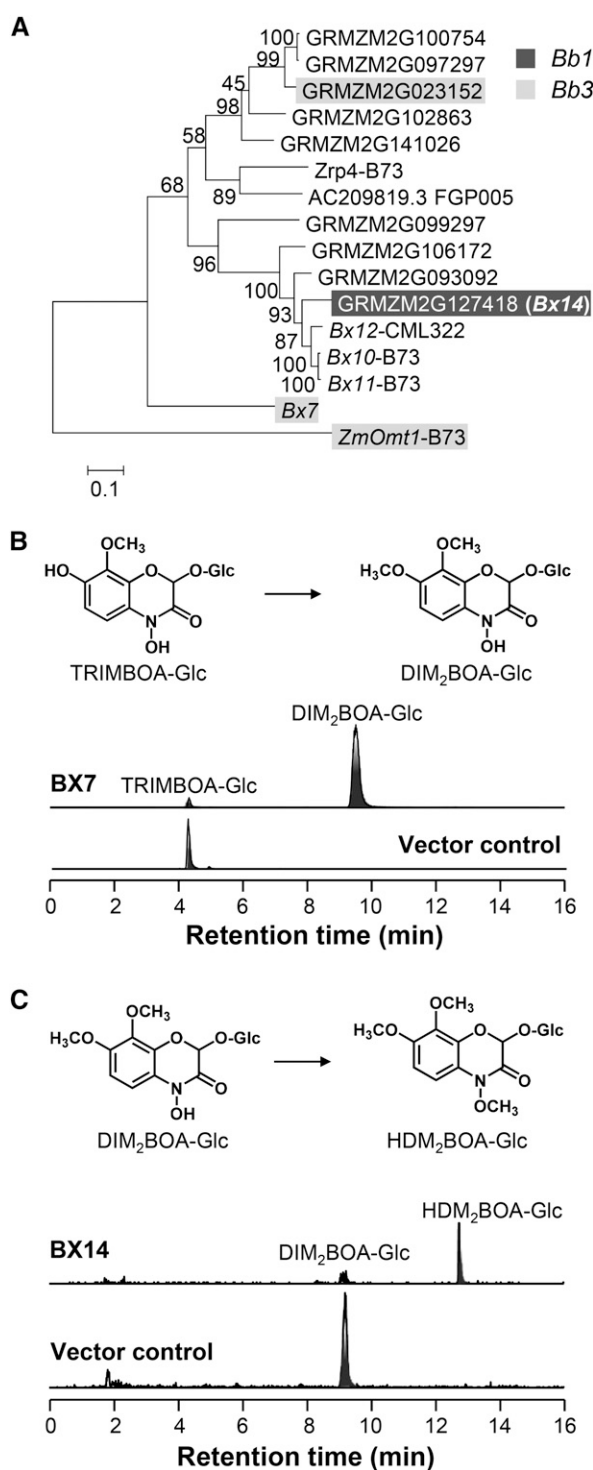 A
100
GRMZM2G100754
99
GRMZM2G097297
45
GRMZM2G023152
98
GRMZM2G102863
58
GRMZM2G141026
68
Zrp4-B73
89
AC209819.3 FGP005
GRMZM2G099297
96
GRMZM2G106172
100
GRMZM2G093092
93
GRMZM2G127418 (Bx14)
87
Bx12-CML322
100
Bx10-B73
100
Bx11-B73
Bx7
ZmOmt1-B73
0.1
Bb1
Bb3
B
OCH3
HO
O
O-Glc
N
O
OH
TRIMBOA-Glc
OCH3
H3CO
O
O-Glc
N
O
OH
DIM2BOA-Glc
DIM2BOA-Glc
BX7
TRIMBOA-Glc
Vector control
0 2 4 6 8 10 12 14 16
Retention time (min)
C
OCH3
H3CO
O
O-Glc
N
O
OH
DIM2BOA-Glc
OCH3
H3CO
O
O-Glc
N
O
OCH3
HDM2BOA-Glc
HDM2BOA-Glc
BX14
DIM2BOA-Glc
Vector control
0 2 4 6 8 10 12 14 16
Retention time (min)